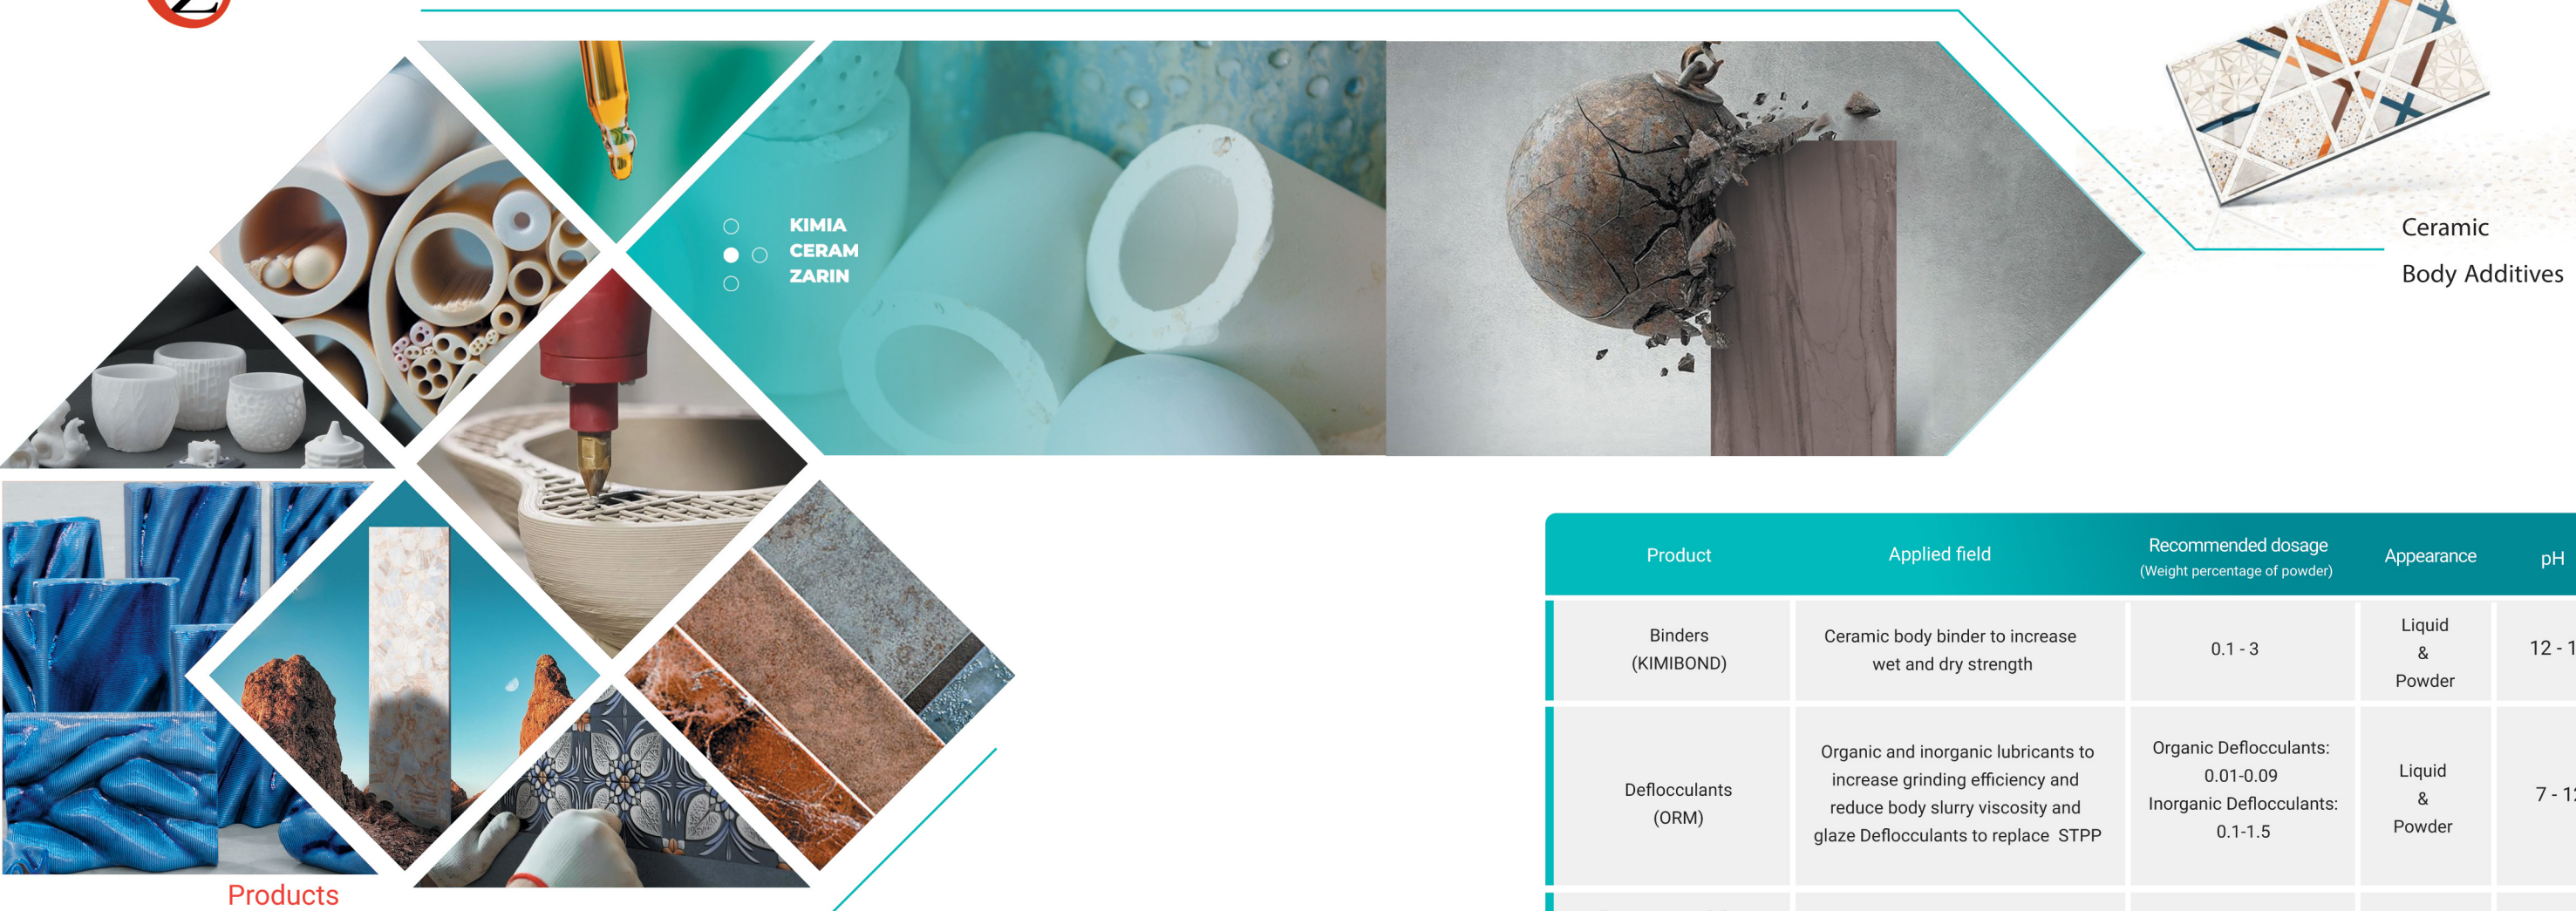 KIMIA
CERAM
ZARIN
Ceramic
Body Additives
Product
Applied field
Recommended dosage
(Weight percentage of powder)
Appearance
pH
Binders
(KIMIBOND)
Ceramic body binder to increase
wet and dry strength
0.1 - 3
Liquid
&
Powder
12 -
Deflocculants
(ORM)
Organic and inorganic lubricants to
increase grinding efficiency and
reduce body slurry viscosity and
glaze Deflocculants to replace STPP
Organic Deflocculants:
0.01-0.09
Inorganic Deflocculants:
0.1-1.5
Liquid
&
Powder
7 -
Products